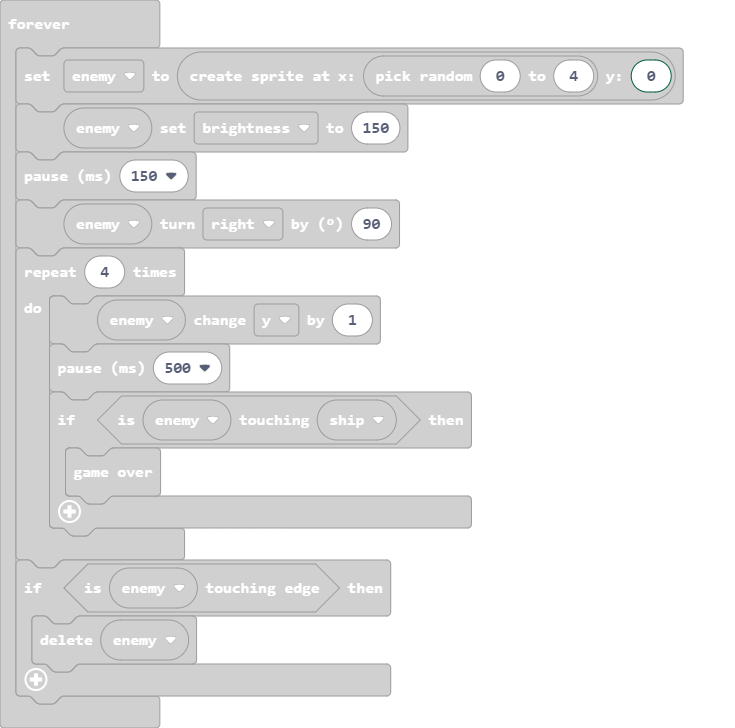 forever
set enemy to create sprite at x: pick random 0 to 4 y: 0
enemy set brightness to 150
pause (ms) 150
enemy turn right by (º) 90
repeat 4 times
do
enemy change y by 1
pause (ms) 500
if is enemy touching ship then
game over
if is enemy touching edge then
delete enemy